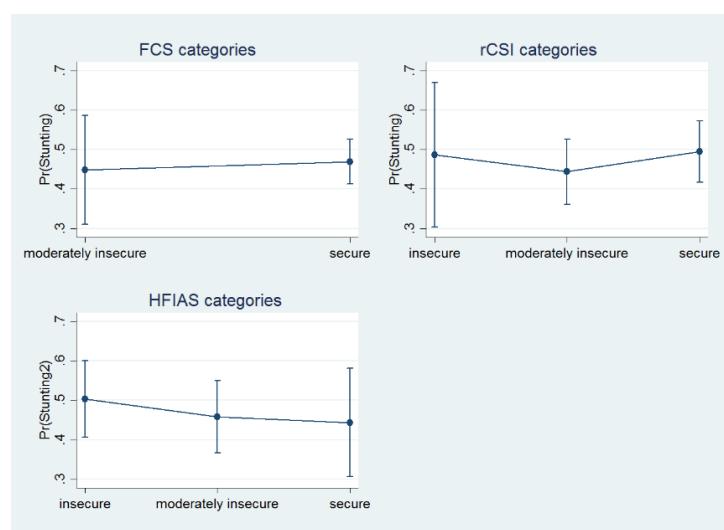 FCS categories
Pr(Stunting)
.7
.6
.5
.4
.3
moderately insecure secure
rCSI categories
Pr(Stunting)
.7
.6
.5
.4
.3
insecure moderately insecure secure
HFIAS categories
Pr(Stunting2)
.7
.6
.5
.4
.3
insecure moderately insecure secure